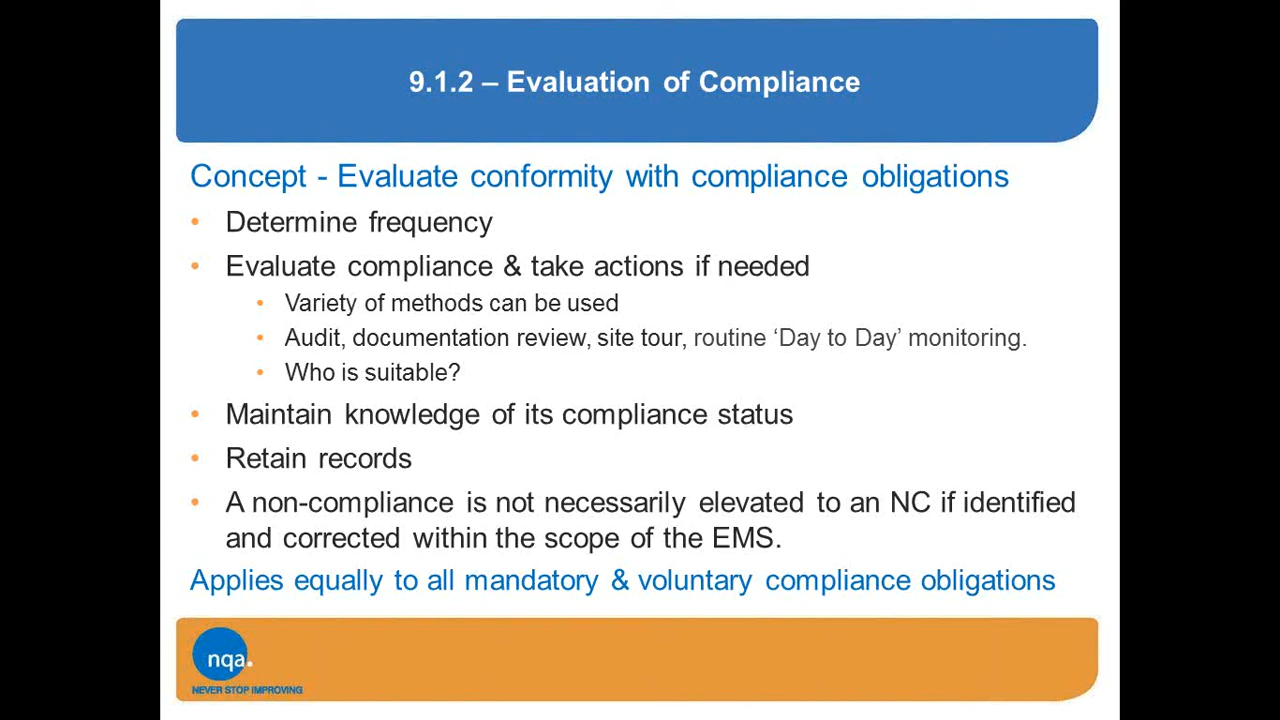 9.1.2 – Evaluation of Compliance
Concept - Evaluate conformity with compliance obligations
• Determine frequency
• Evaluate compliance & take actions if needed
• Variety of methods can be used
• Audit, documentation review, site tour, routine ‘Day to Day’ monitoring.
• Who is suitable?
• Maintain knowledge of its compliance status
• Retain records
• A non-compliance is not necessarily elevated to an NC if identified
and corrected within the scope of the EMS.
Applies equally to all mandatory & voluntary compliance obligations
nqa.
NEVER STOP IMPROVING